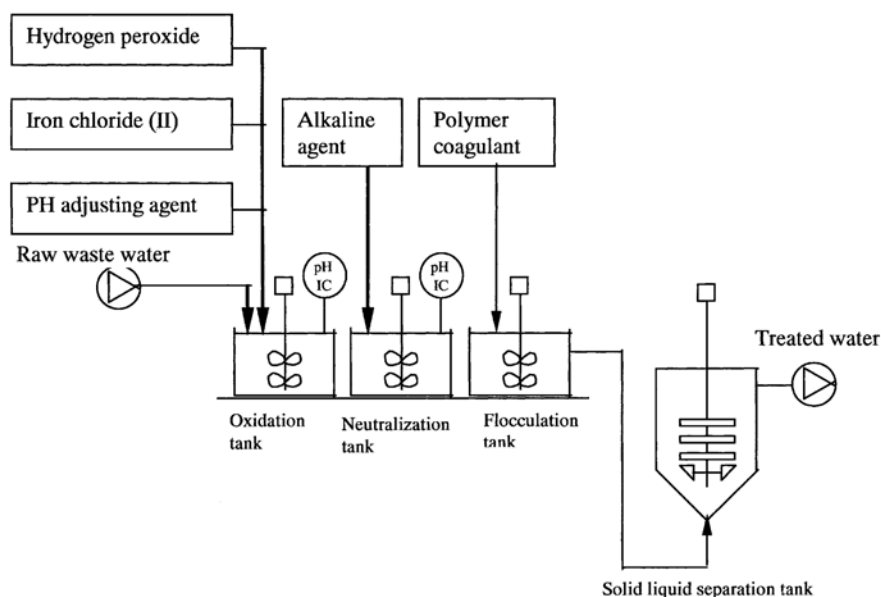 Hydrogen peroxide
Iron chloride (II)
PH adjusting agent
Alkaline
agent
Polymer
coagulant
Raw waste water
pH
IC
pH
IC
Treated water
Oxidation
tank
Neutralization
tank
Flocculation
tank
Solid liquid separation tank